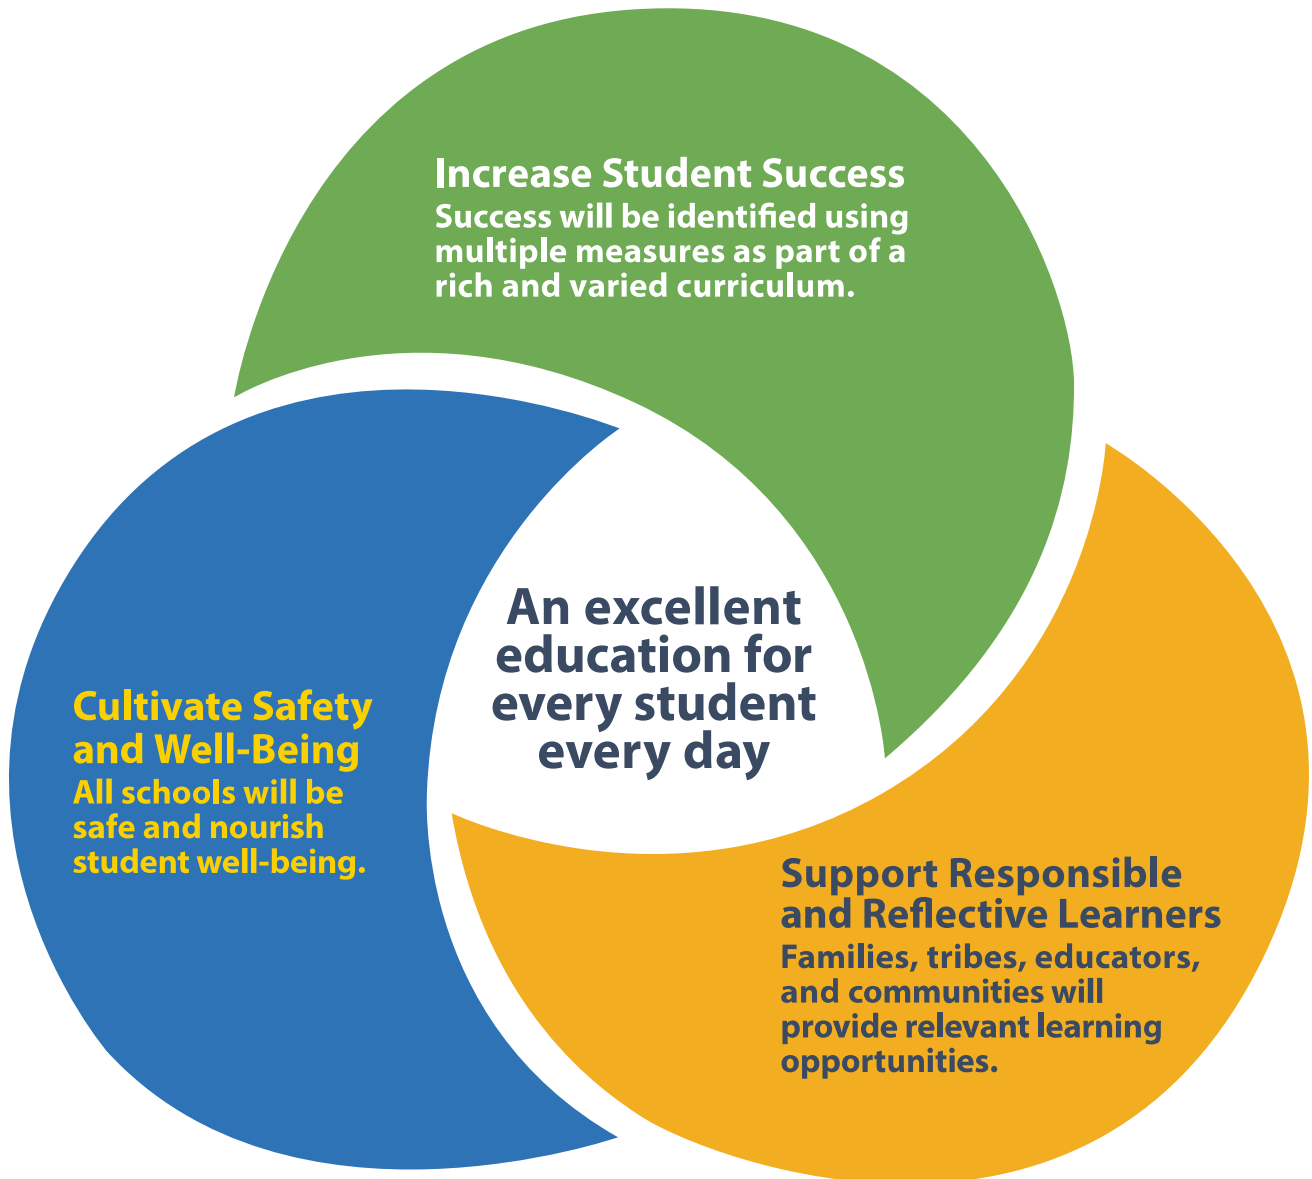 Increase Student Success
Success will be identified using
multiple measures as part of a
rich and varied curriculum.
An excellent
education for
every student
every day
Cultivate Safety
and Well-Being
All schools will be
safe and nourish
student well-being.
Support Responsible
and Reflective Learners
Families, tribes, educators,
and communities will
provide relevant learning
opportunities.